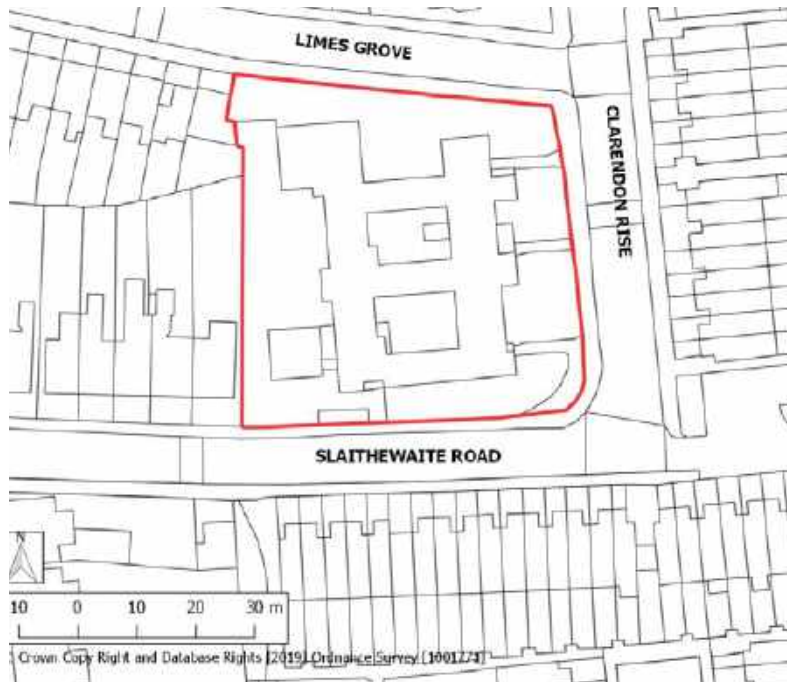 LIMES GROVE
CLARENDON RISE
SLAITHEWAITE ROAD
N
10 0 10 20 30 m
Crown Copy Right and Database Rights [2019] Ordnance Survey [1001773]